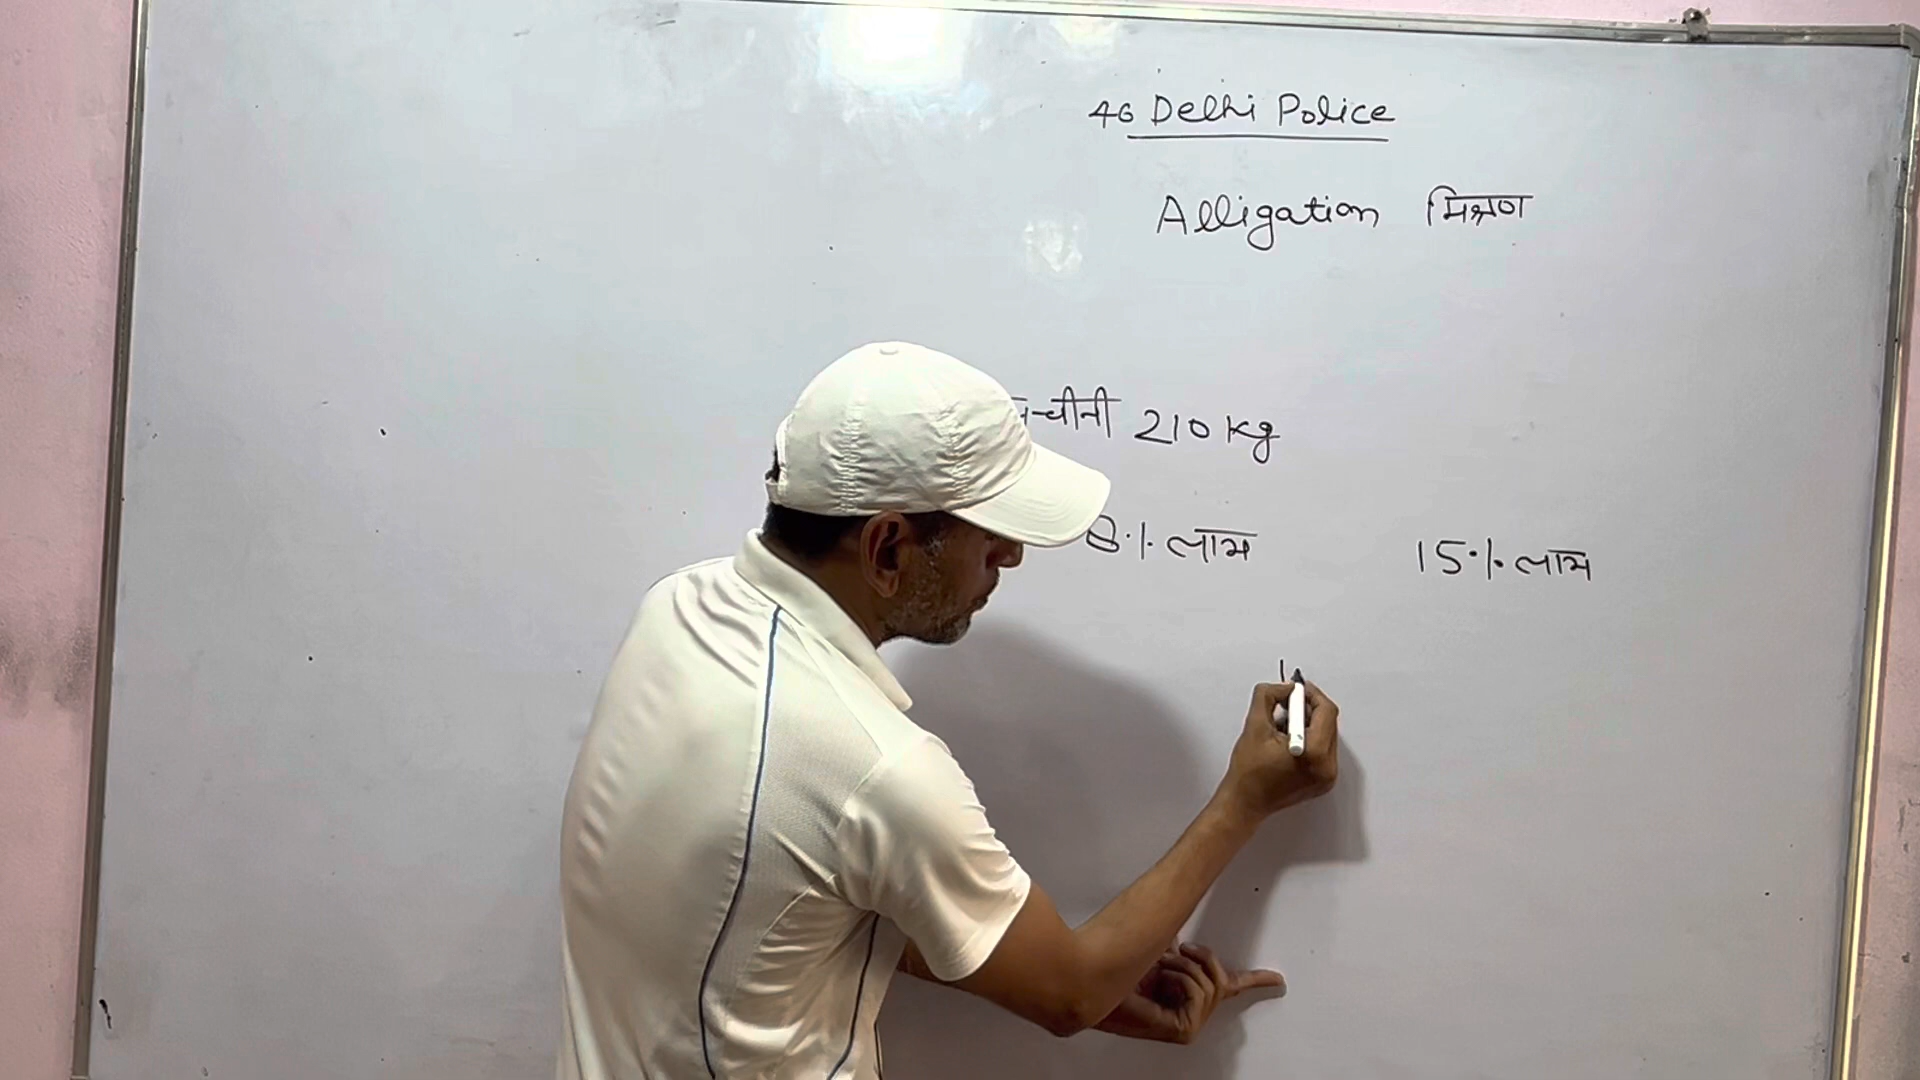 46 Delhi Police
Alligation मिश्रण
चीनी 210 kg
8% लाभ 15% लाभ